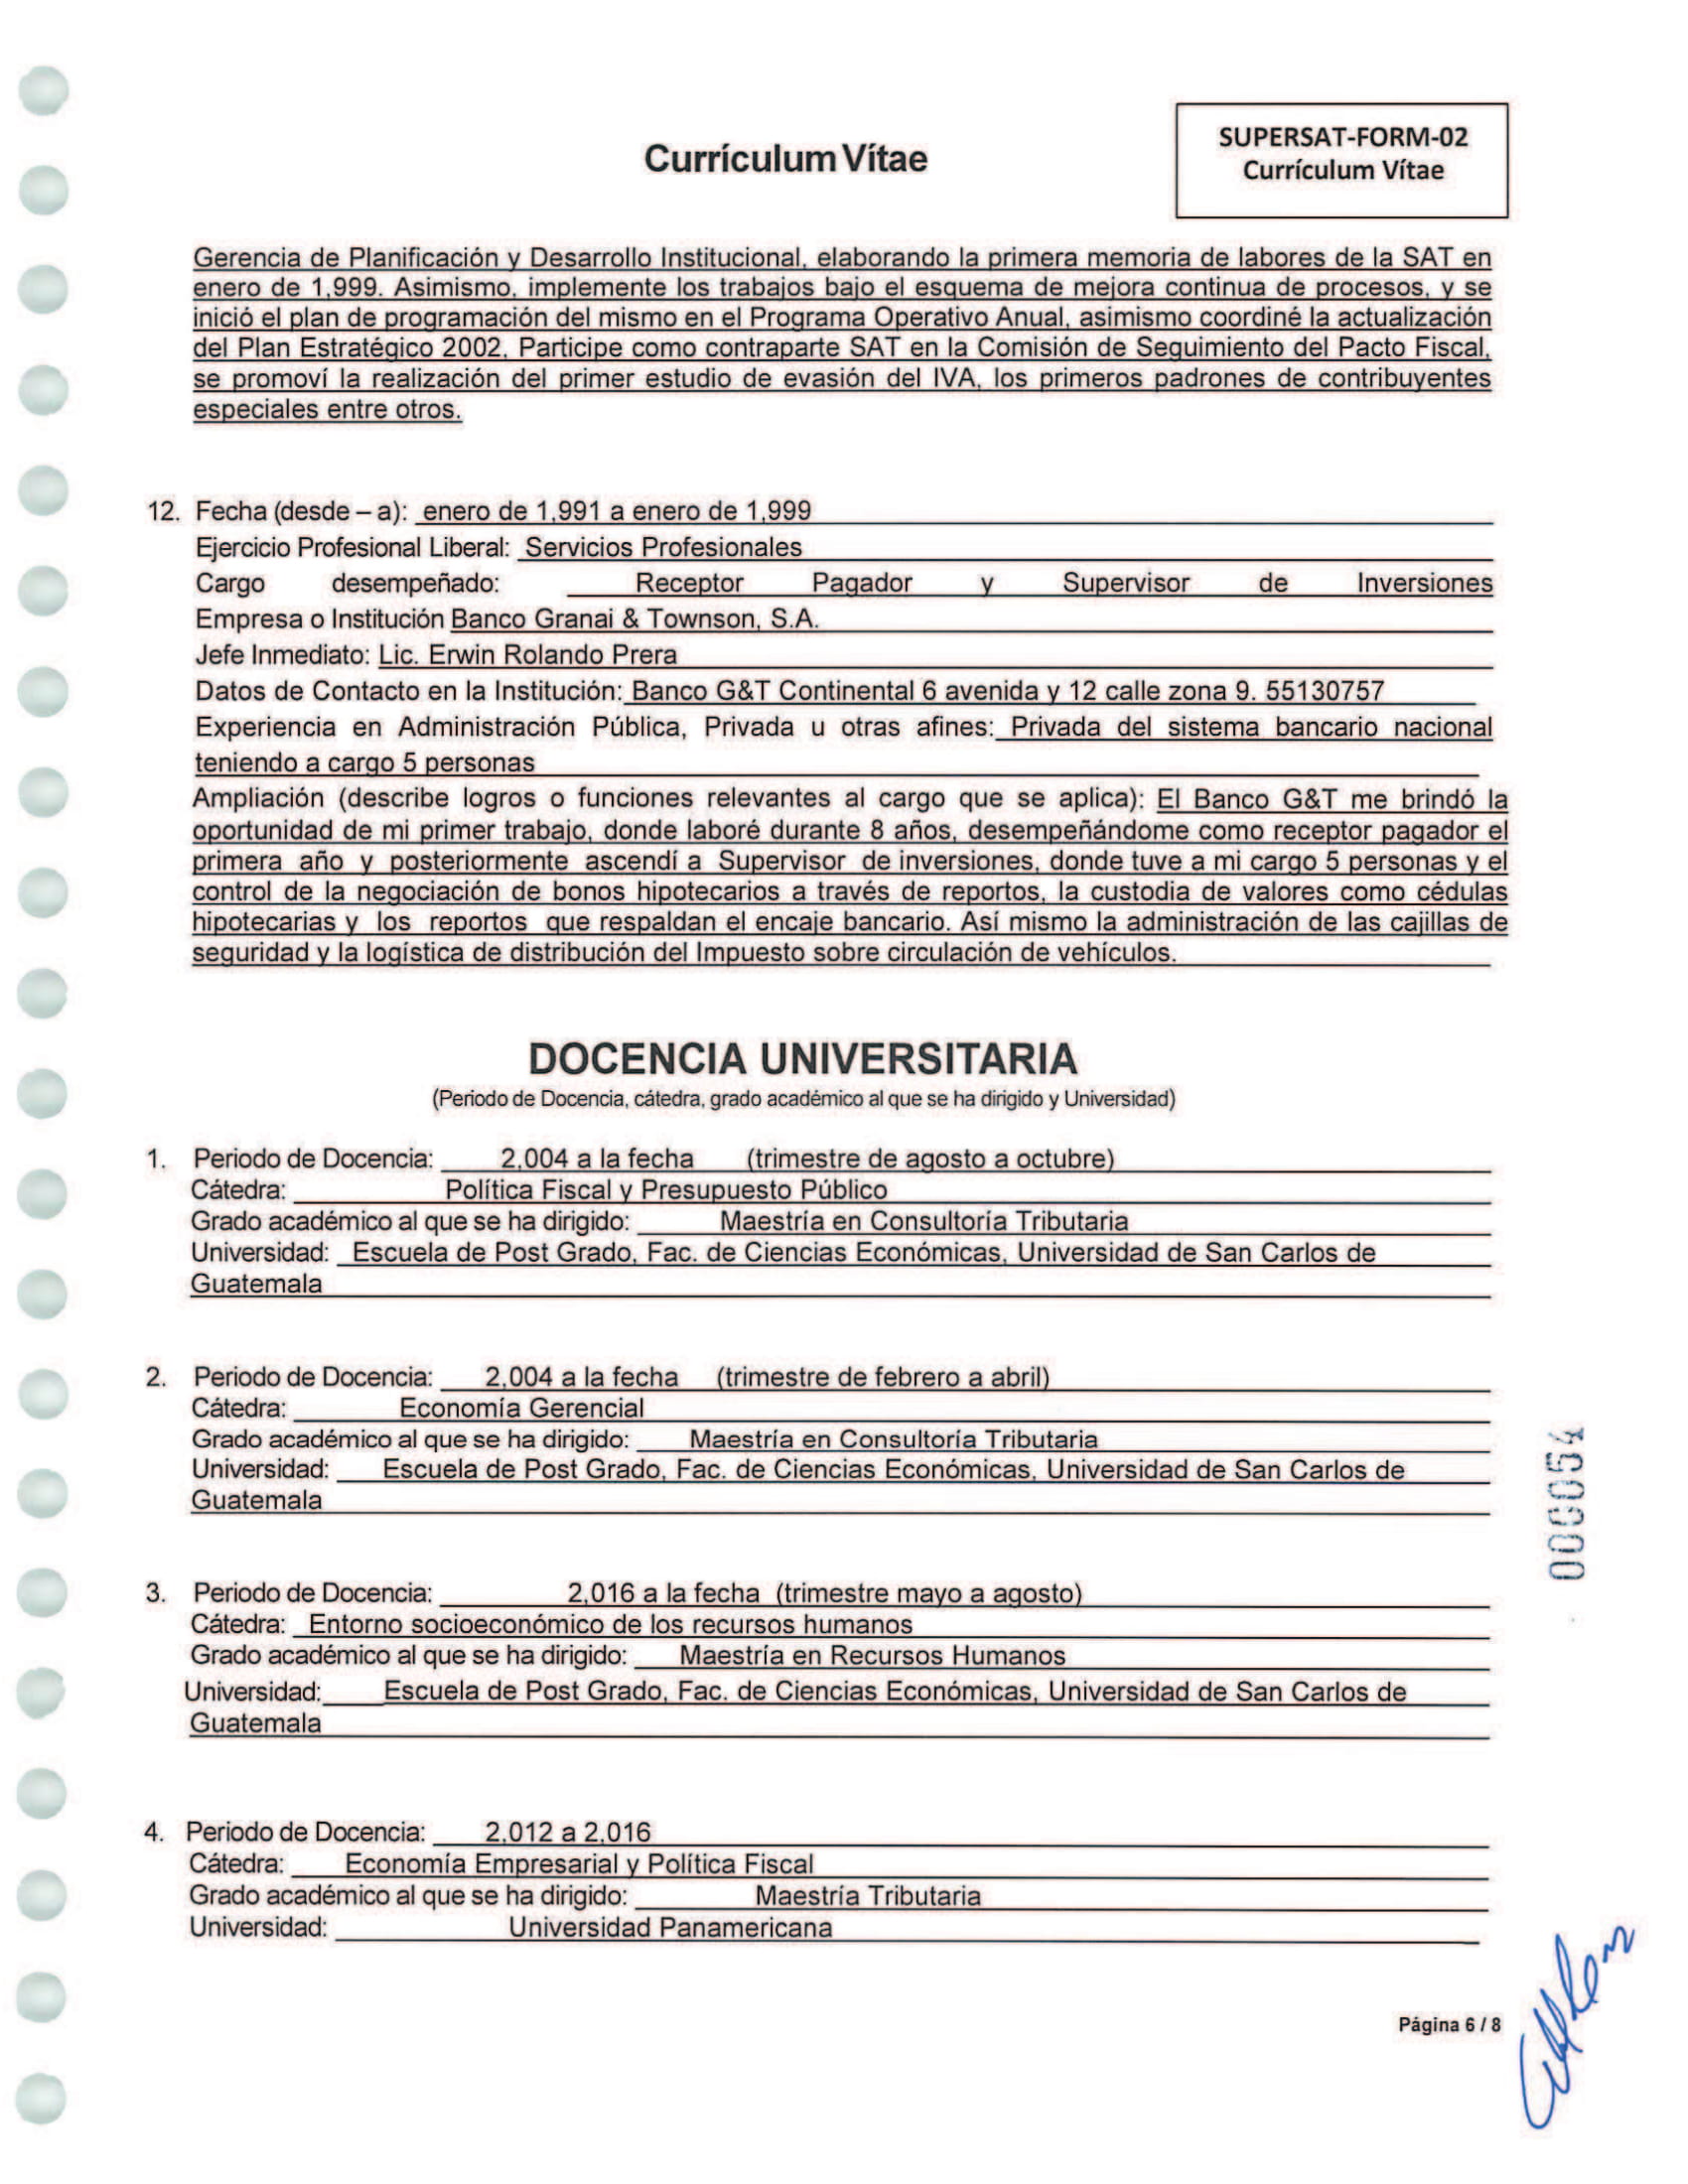 SUPERSAT-FORM-02
Currículum Vítae
Currículum Vítae
Gerencia de Planificación y Desarrollo Institucional, elaborando la primera memoria de labores de la SAT en
enero de 1,999. Asimismo, implemente los trabajos bajo el esquema de mejora continua de procesos, y se
inició el plan de programación del mismo en el Programa Operativo Anual, asimismo coordiné la actualización
del Plan Estratégico 2002. Participe como contraparte SAT en la Comisión de Seguimiento del Pacto Fiscal,
se promoví la realización del primer estudio de evasión del IVA, los primeros padrones de contribuyentes
especiales entre otros.
12. Fecha (desde – a): enero de 1,991 a enero de 1,999
Ejercicio Profesional Liberal: Servicios Profesionales
Cargo desempeñado: Receptor Pagador y Supervisor de Inversiones
Empresa o Institución Banco Granai & Townson, S.A.
Jefe Inmediato: Lic. Erwin Rolando Prera
Datos de Contacto en la Institución: Banco G&T Continental 6 avenida y 12 calle zona 9. 55130757
Experiencia en Administración Pública, Privada u otras afines: Privada del sistema bancario nacional
teniendo a cargo 5 personas
Ampliación (describe logros o funciones relevantes al cargo que se aplica): El Banco G&T me brindó la
oportunidad de mi primer trabajo, donde laboré durante 8 años, desempeñándome como receptor pagador el
primera año y posteriormente ascendí a Supervisor de inversiones, donde tuve a mi cargo 5 personas y el
control de la negociación de bonos hipotecarios a través de reportos, la custodia de valores como cédulas
hipotecarias y los reportos que respaldan el encaje bancario. Así mismo la administración de las cajillas de
seguridad y la logística de distribución del Impuesto sobre circulación de vehículos.
DOCENCIA UNIVERSITARIA
(Periodo de Docencia, cátedra, grado académico al que se ha dirigido y Universidad)
1. Periodo de Docencia: 2,004 a la fecha (trimestre de agosto a octubre)
Cátedra: Política Fiscal y Presupuesto Público
Grado académico al que se ha dirigido: Maestría en Consultoría Tributaria
Universidad: Escuela de Post Grado, Fac. de Ciencias Económicas, Universidad de San Carlos de
Guatemala
2. Periodo de Docencia: 2,004 a la fecha (trimestre de febrero a abril)
Cátedra: Economía Gerencial
Grado académico al que se ha dirigido: Maestría en Consultoría Tributaria
Universidad: Escuela de Post Grado, Fac. de Ciencias Económicas, Universidad de San Carlos de
Guatemala
3. Periodo de Docencia: 2,016 a la fecha (trimestre mayo a agosto)
Cátedra: Entorno socioeconómico de los recursos humanos
Grado académico al que se ha dirigido: Maestría en Recursos Humanos
Universidad: Escuela de Post Grado, Fac. de Ciencias Económicas, Universidad de San Carlos de
Guatemala
4. Periodo de Docencia: 2,012 a 2,016
Cátedra: Economía Empresarial y Política Fiscal
Grado académico al que se ha dirigido: Maestría Tributaria
Universidad: Universidad Panamericana
000054
Página 6 / 8